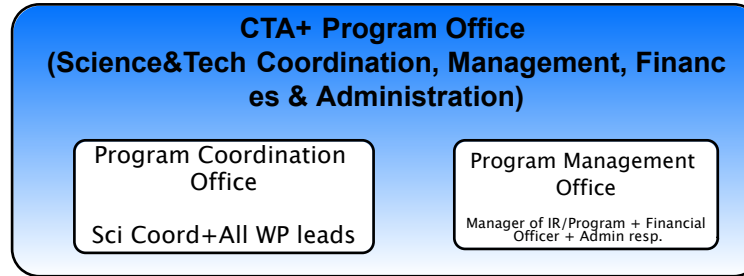 CTA+ Program Office
(Science&Tech Coordination, Management, Financ
es & Administration)
Program Coordination
Office
Sci Coord+All WP leads
Program Management
Office
Manager of IR/Program + Financial
Officer + Admin resp.